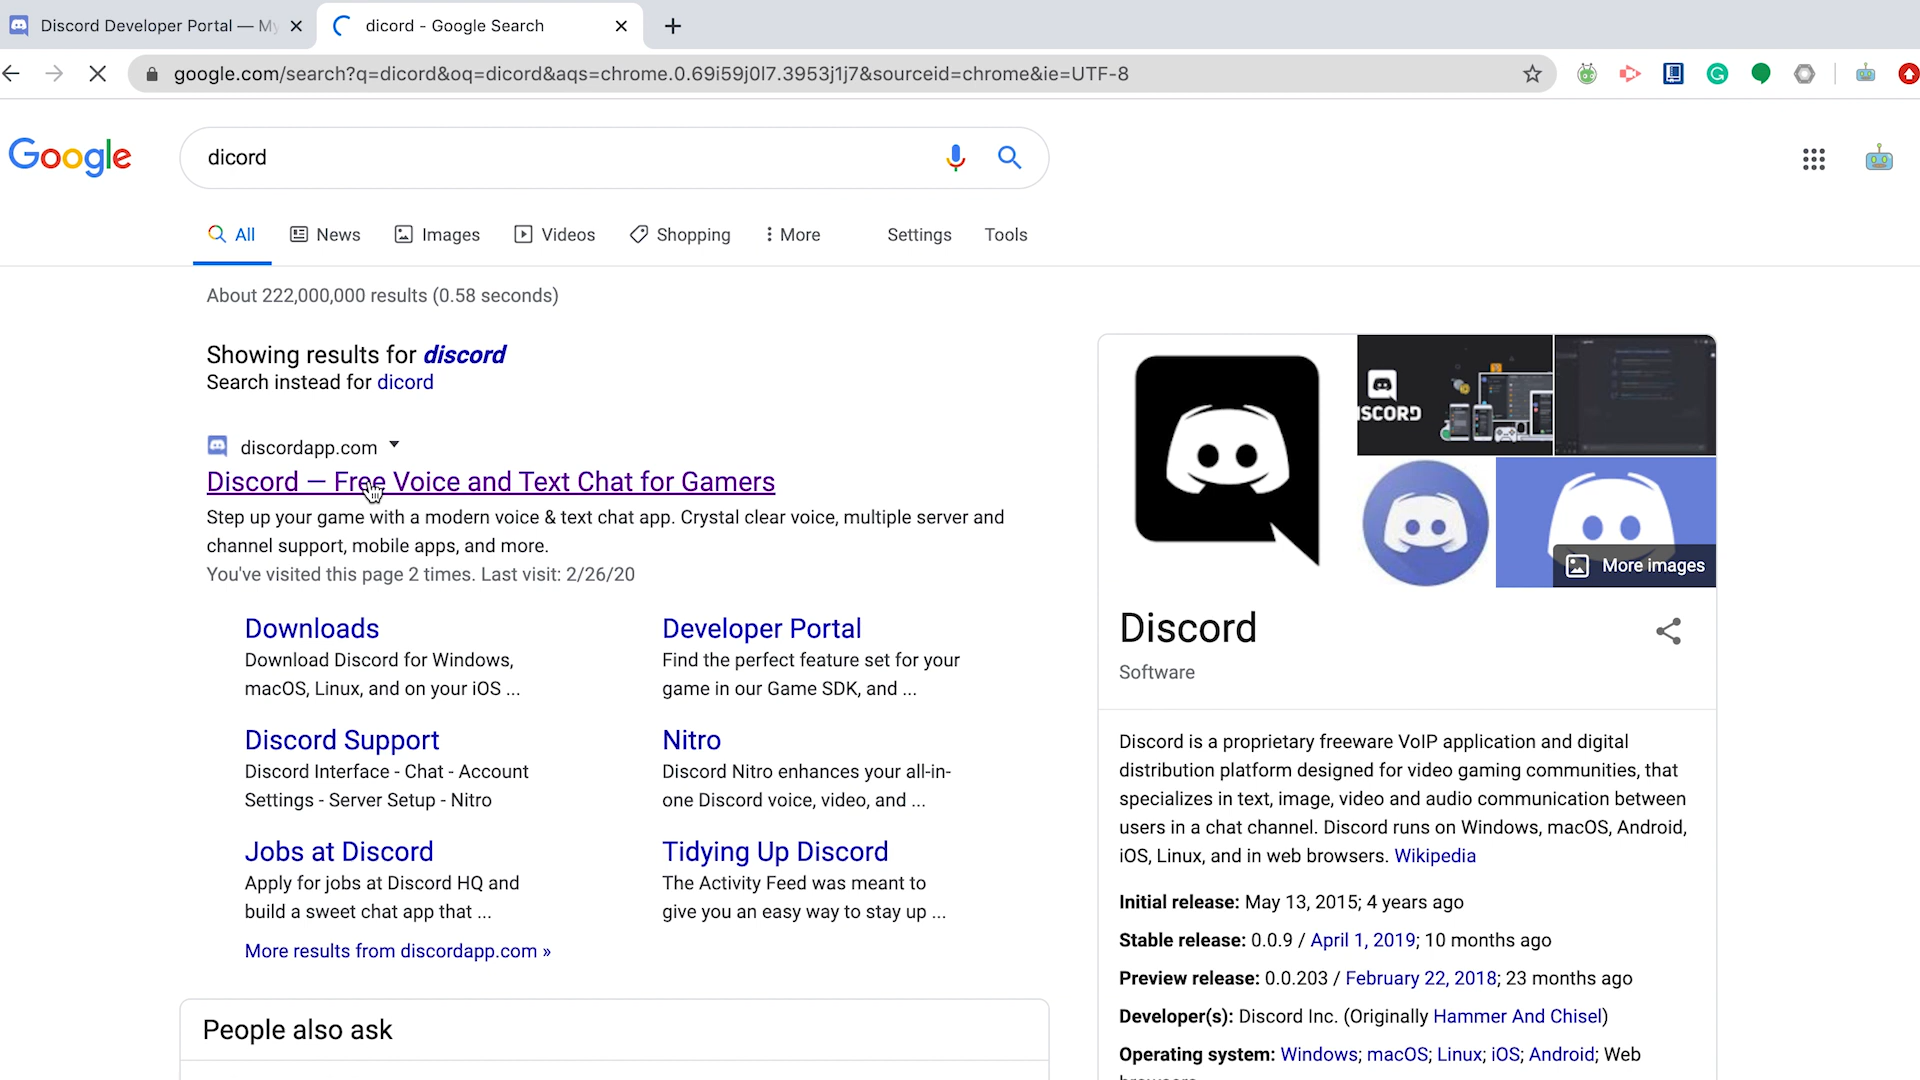 Discord Developer Portal — My
dicord - Google Search
google.com/search?q=dicord&oq=dicord&aqs=chrome.0.69i59j0l7.3953j1j7&sourceid=chrome&ie=UTF-8
Google
dicord
All
News
Images
Videos
Shopping
More
Settings
Tools
About 222,000,000 results (0.58 seconds)
Showing results for discord
Search instead for dicord
discordapp.com
Discord — Free Voice and Text Chat for Gamers
Step up your game with a modern voice & text chat app. Crystal clear voice, multiple server and
channel support, mobile apps, and more.
You've visited this page 2 times. Last visit: 2/26/20
Downloads
Download Discord for Windows,
macOS, Linux, and on your iOS ...
Developer Portal
Find the perfect feature set for your
game in our Game SDK, and ...
Discord Support
Discord Interface - Chat - Account
Settings - Server Setup - Nitro
Nitro
Discord Nitro enhances your all-in-
one Discord voice, video, and ...
Jobs at Discord
Apply for jobs at Discord HQ and
build a sweet chat app that ...
Tidying Up Discord
The Activity Feed was meant to
give you an easy way to stay up ...
More results from discordapp.com »
People also ask
ISCORD
More images
Discord
Software
Discord is a proprietary freeware VoIP application and digital
distribution platform designed for video gaming communities, that
specializes in text, image, video and audio communication between
users in a chat channel. Discord runs on Windows, macOS, Android,
iOS, Linux, and in web browsers. Wikipedia
Initial release: May 13, 2015; 4 years ago
Stable release: 0.0.9 / April 1, 2019; 10 months ago
Preview release: 0.0.203 / February 22, 2018; 23 months ago
Developer(s): Discord Inc. (Originally Hammer And Chisel)
Operating system: Windows; macOS; Linux; iOS; Android; Web